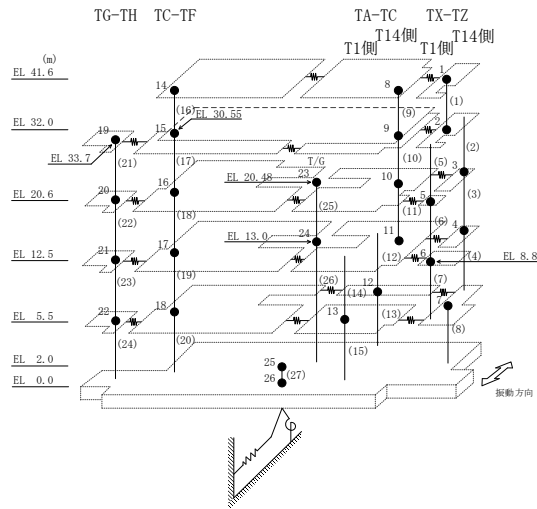 TG-TH TC-TF TA-TC TX-TZ
T1側 T14側 T1側 T14側
(m)
EL 41.6
14 8 1
(16) EL 30.55 (9) (1)
EL 32.0
19 15 9 2
EL 33.7 (21) (17) (10) (2)
T/G
EL 20.48 23 10 (5) 3
EL 20.6
20 16 (11) 5 (3)
(22) (18) (25) (6) 4
EL 13.0 24 11
EL 12.5
21 17 (12) 6 (4) EL 8.8
(23) (19) (26) (14) 12 (7)
EL 5.5
22 18 13 (13) 7
(24) (20) (15) (8)
EL 2.0
25
EL 0.0
26 (27)
振動方向